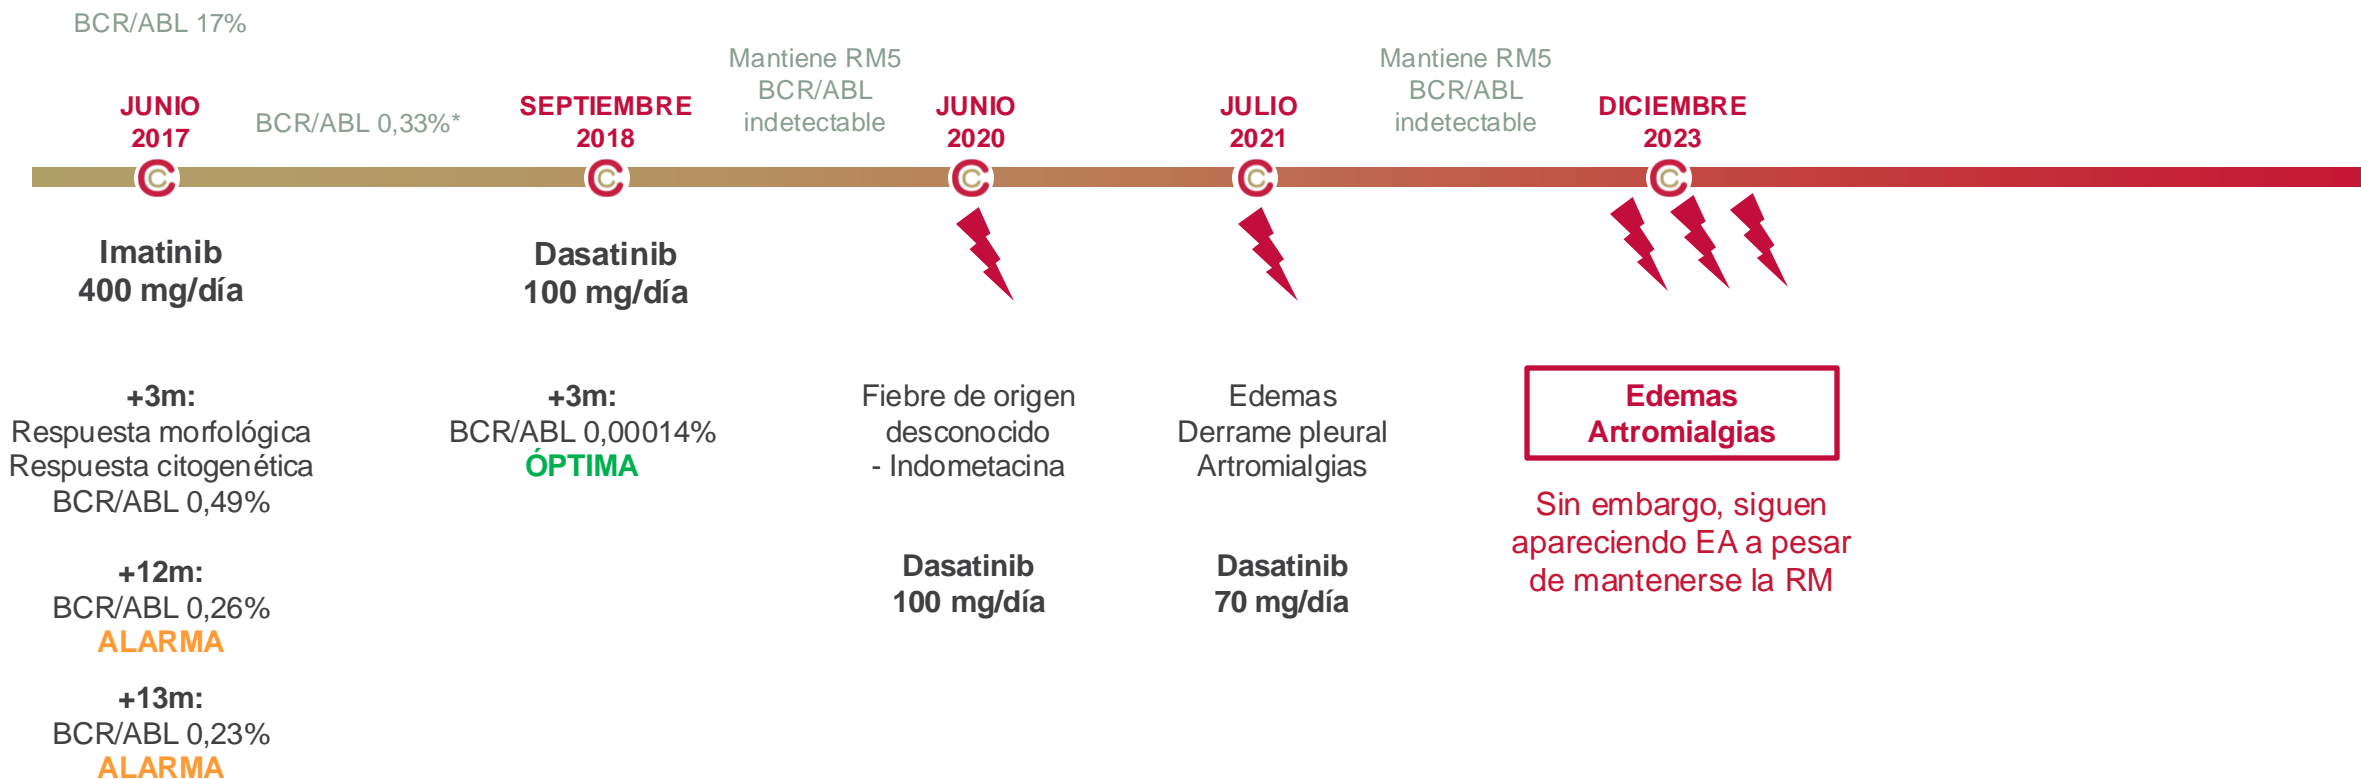 BCR/ABL 17%
JUNIO
2017
BCR/ABL 0,33%*
SEPTIEMBRE
2018
Mantiene RM5
BCR/ABL
indetectable
JUNIO
2020
JULIO
2021
Mantiene RM5
BCR/ABL
indetectable
DICIEMBRE
2023
Imatinib
400 mg/día
+3m:
Respuesta morfológica
Respuesta citogenética
BCR/ABL 0,49%
+12m:
BCR/ABL 0,26%
ALARMA
+13m:
BCR/ABL 0,23%
ALARMA
Dasatinib
100 mg/día
+3m:
BCR/ABL 0,00014%
ÓPTIMA
Fiebre de origen
desconocido
- Indometacina
Dasatinib
100 mg/día
Edemas
Derrame pleural
Artromialgias
Dasatinib
70 mg/día
Edemas
Artromialgias
Sin embargo, siguen
apareciendo EA a pesar
de mantenerse la RM